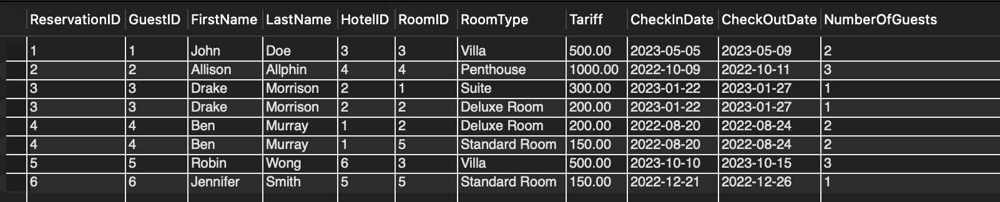 ReservationID GuestID FirstName LastName HotelID RoomID RoomType Tariff CheckInDate CheckOutDate NumberOfGuests
1 1 John Doe 3 3 Villa 500.00 2023-05-05 2023-05-09 2
2 2 Allison Allphin 4 4 Penthouse 1000.00 2022-10-09 2022-10-11 3
3 3 Drake Morrison 2 1 Suite 300.00 2023-01-22 2023-01-27 1
3 3 Drake Morrison 2 2 Deluxe Room 200.00 2023-01-22 2023-01-27 1
4 4 Ben Murray 1 2 Deluxe Room 200.00 2022-08-20 2022-08-24 2
4 4 Ben Murray 1 5 Standard Room 150.00 2022-08-20 2022-08-24 2
5 5 Robin Wong 6 3 Villa 500.00 2023-10-10 2023-10-15 3
6 6 Jennifer Smith 5 5 Standard Room 150.00 2022-12-21 2022-12-26 1